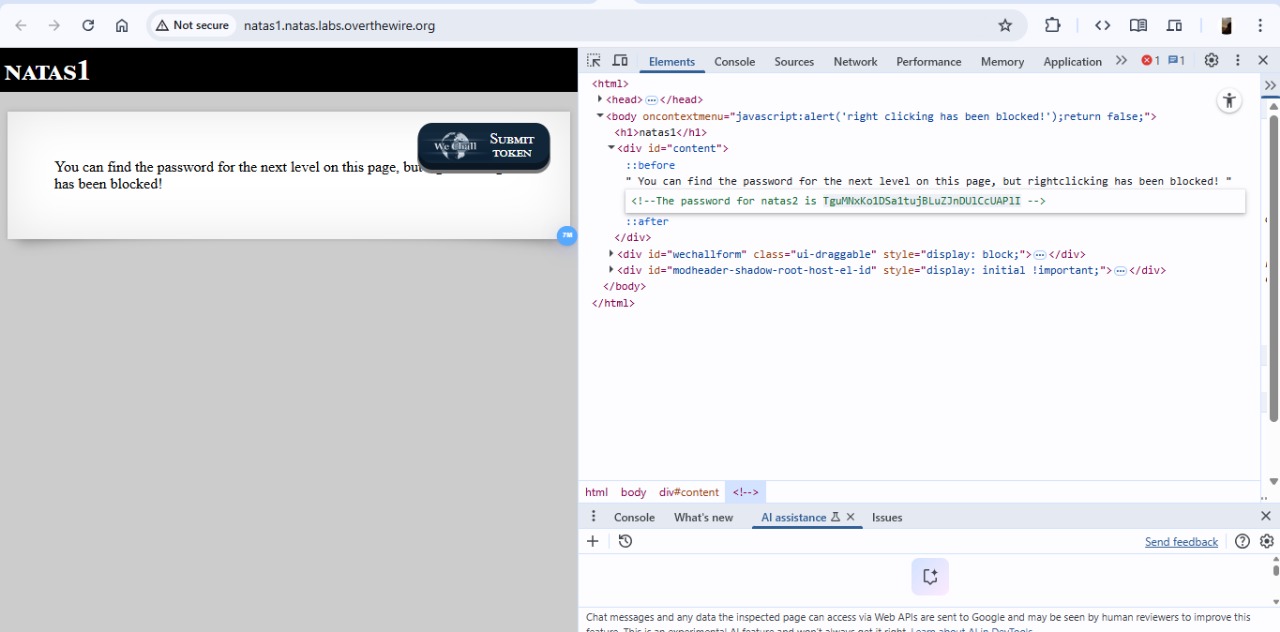 Not secure natas1.natas.labs.overthewire.org
NATAS1
You can find the password for the next level on this page, but
has been blocked!
We Chall
SUBMIT
TOKEN
7M
Elements Console Sources Network Performance Memory Application 1 1
<html>
<head> </head>
<body oncontextmenu="javascript:alert('right clicking has been blocked!');return false;">
<h1>natas1</h1>
<div id="content">
::before
" You can find the password for the next level on this page, but rightclicking has been blocked! "
<!--The password for natas2 is TguMNxKo1DSa1tujBLuZJnDUlCcUAPlI -->
::after
</div>
<div id="wechallform" class="ui-draggable" style="display: block;"> </div>
<div id="modheader-shadow-root-host-el-id" style="display: initial !important;"> </div>
</body>
</html>
html body div#content <!-->
Console What's new AI assistance Issues
Send feedback
Chat messages and any data the inspected page can access via Web APIs are sent to Google and may be seen by human reviewers to improve this
feature. This is an experimental AI feature and won't always get it right. Learn about AI in DevTools